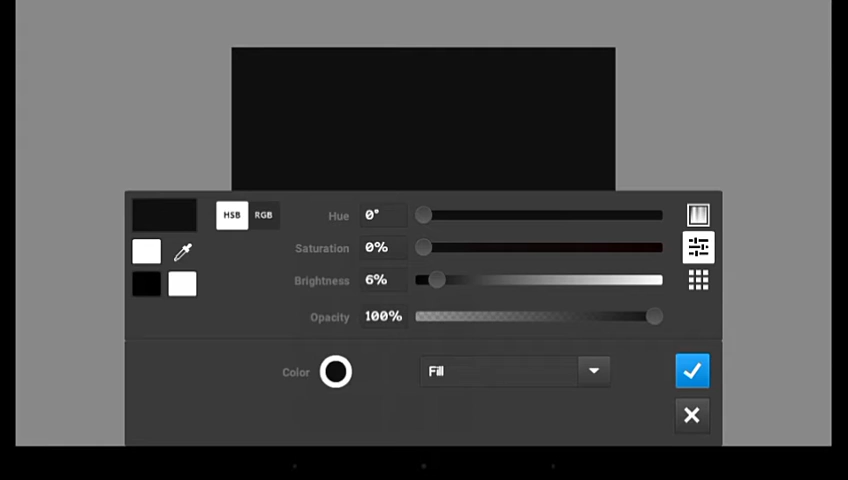 HSB RGB Hue 0°
Saturation 0%
Brightness 6%
Opacity 100%
Color Fill